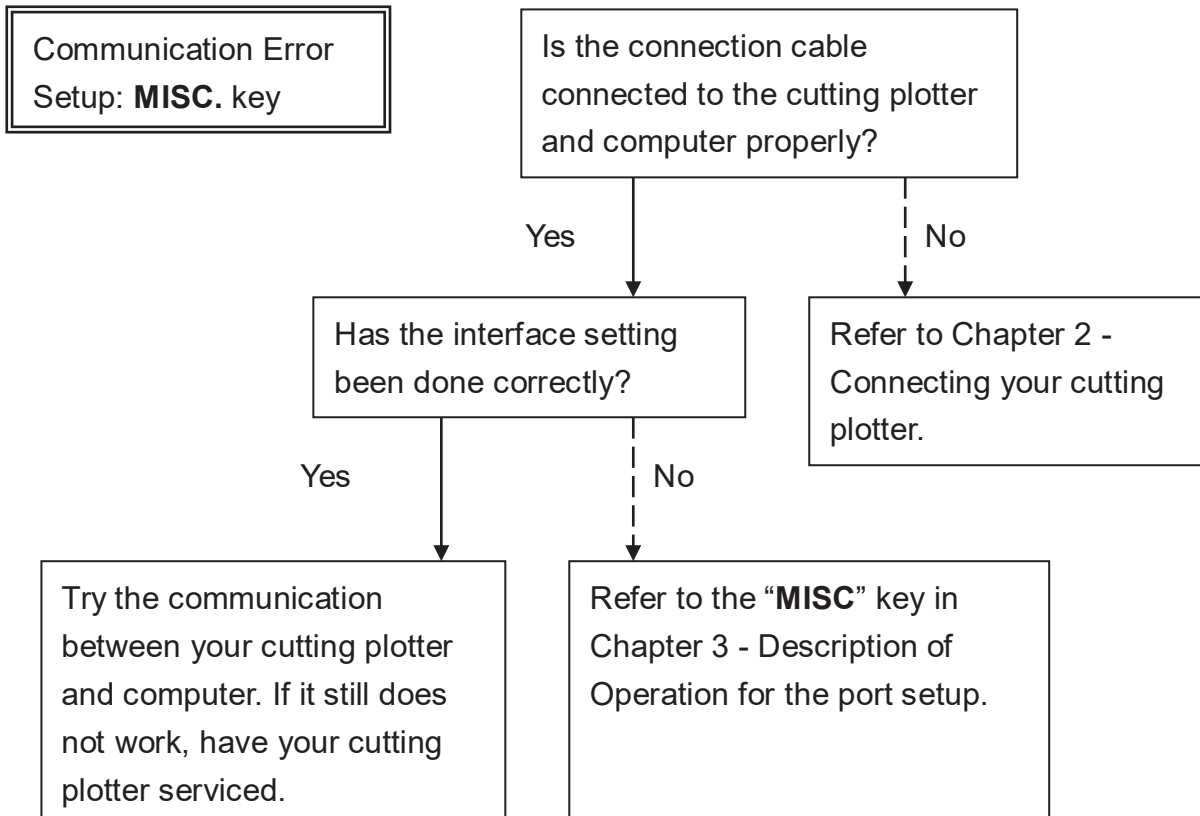 Communication Error
Setup: MISC. key
Is the connection cable
connected to the cutting plotter
and computer properly?
Yes
No
Has the interface setting
been done correctly?
Refer to Chapter 2 -
Connecting your cutting
plotter.
Yes
No
Try the communication
between your cutting plotter
and computer. If it still does
not work, have your cutting
plotter serviced.
Refer to the “MISC” key in
Chapter 3 - Description of
Operation for the port setup.